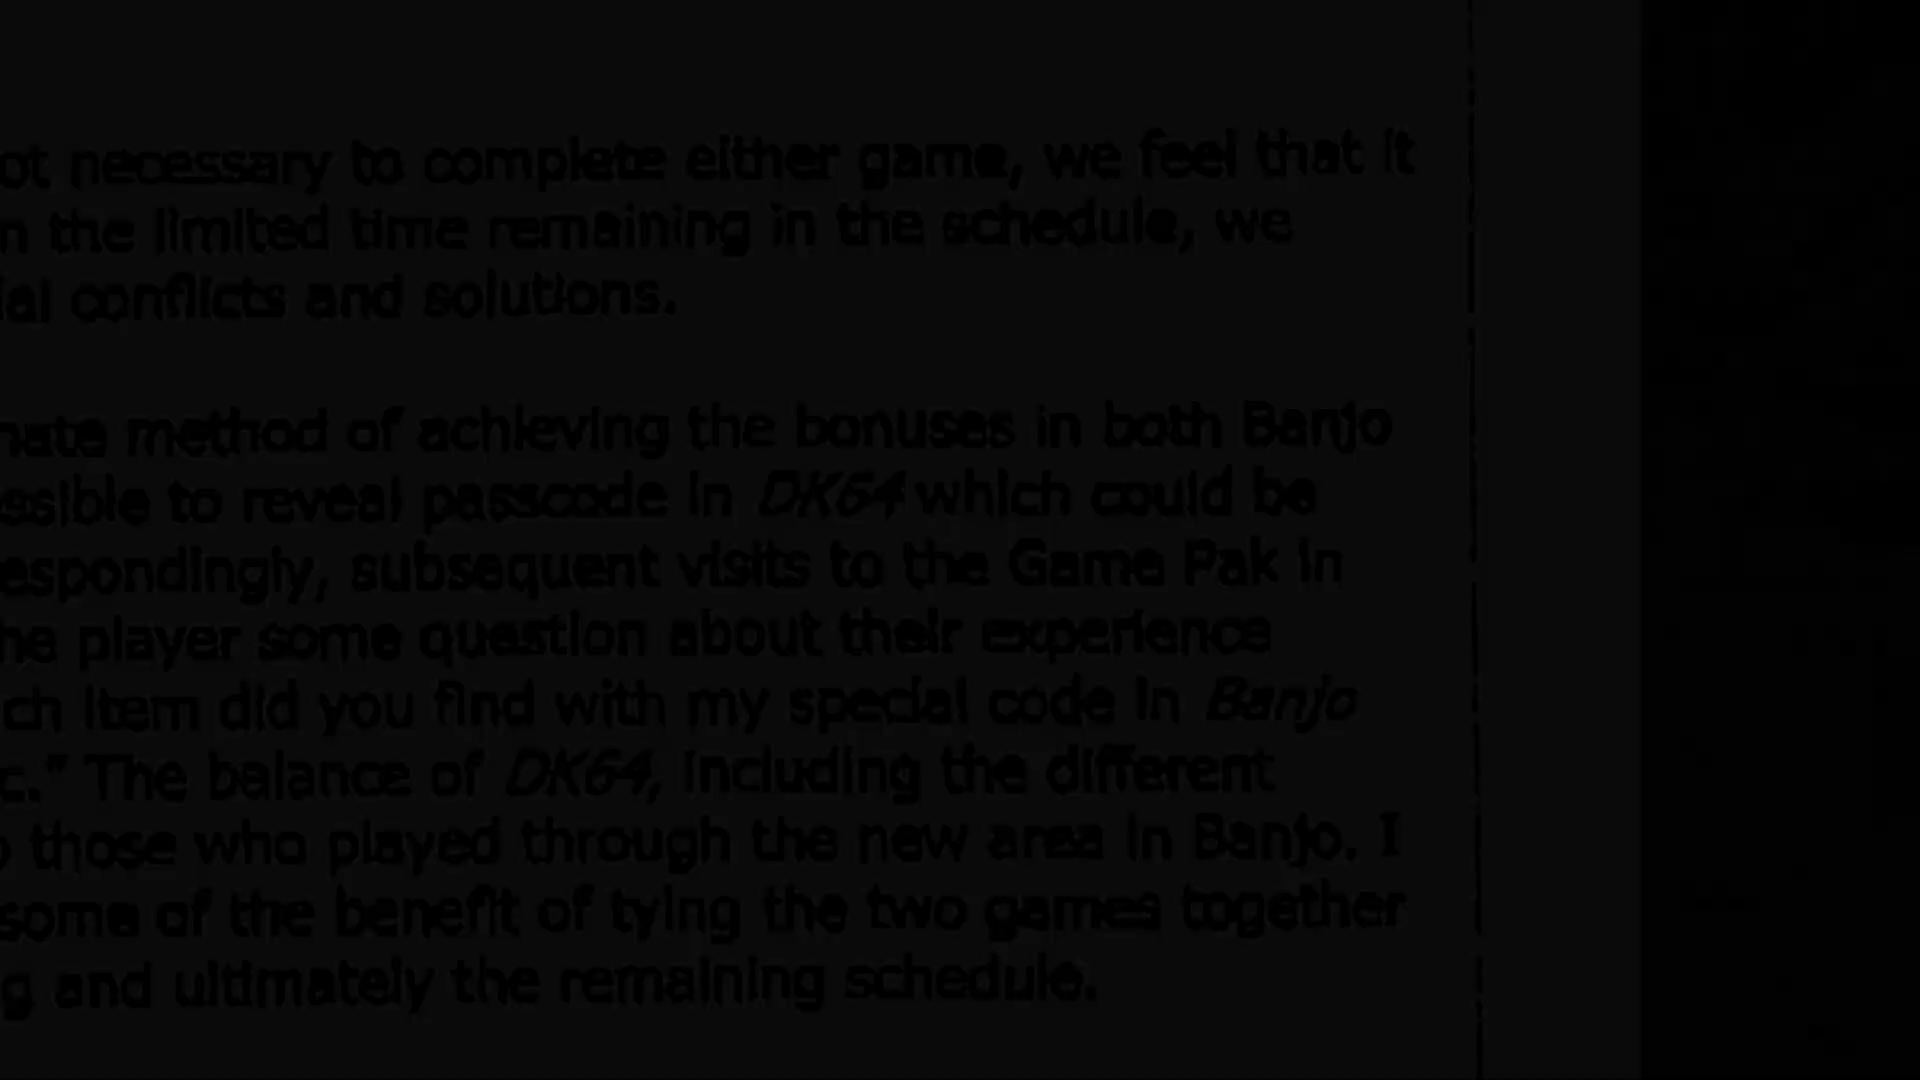 ot necessary to complete either game, we feel that it
n the limited time remaining in the schedule, we
ial conflicts and solutions.
nate method of achieving the bonuses in both Banjo
ssible to reveal passcode in DK64 which could be
espondingly, subsequent visits to the Game Pak in
he player some question about their experience
ch item did you find with my special code in Banjo
c." The balance of DK64, including the different
o those who played through the new area in Banjo. I
some of the benefit of tying the two games together
g and ultimately the remaining schedule.